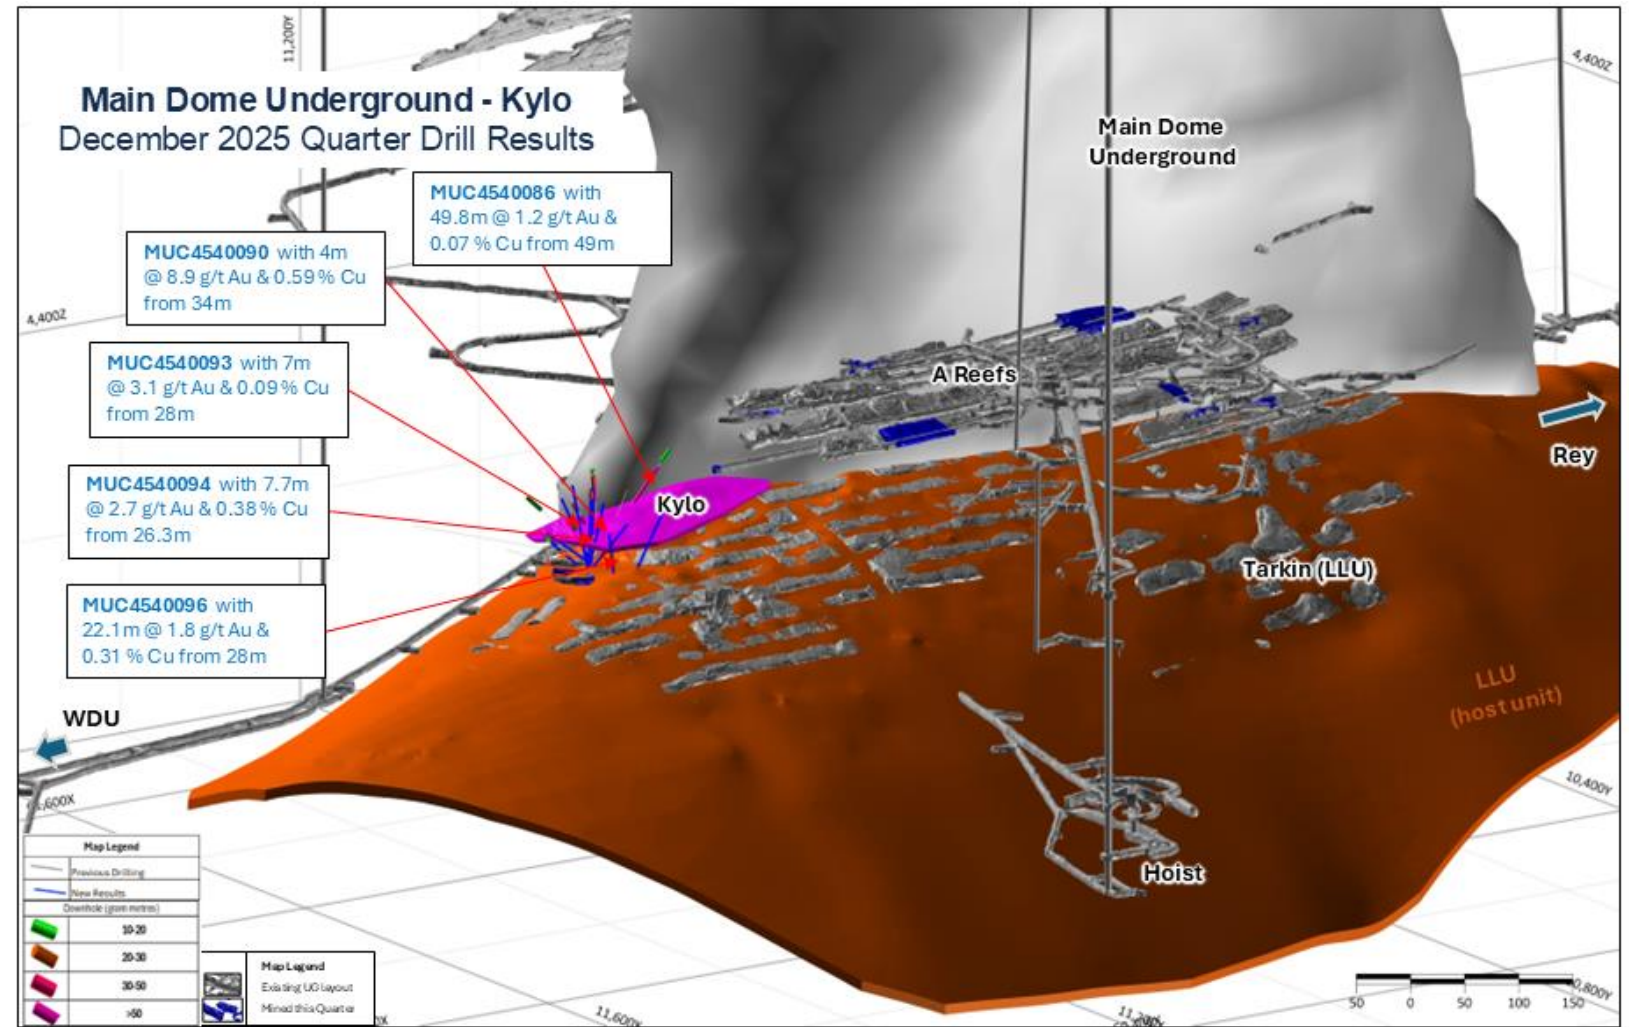 11,200Y
4,400Z
Main Dome Underground - Kylo
December 2025 Quarter Drill Results
Main Dome
Underground
MUC4540086 with
49.8m @ 1.2 g/t Au &
0.07 % Cu from 49m
MUC4540090 with 4m
@ 8.9 g/t Au & 0.59 % Cu
from 34m
4,400Z
MUC4540093 with 7m
@ 3.1 g/t Au & 0.09 % Cu
from 28m
A Reefs
Rey
MUC4540094 with 7.7m
@ 2.7 g/t Au & 0.38 % Cu
from 26.3m
Kylo
Tarkin (LLU)
MUC4540096 with
22.1m @ 1.8 g/t Au &
0.31 % Cu from 28m
LLU
(host unit)
WDU
10,400Y
Hoist
Map Legend
Previous Drilling
New Results
Downhole (gram metres)
10-20
20-30
30-50
>50
Map Legend
Existing UG layout
Mined this Quarter
11,600Y
50 0 50 100 150